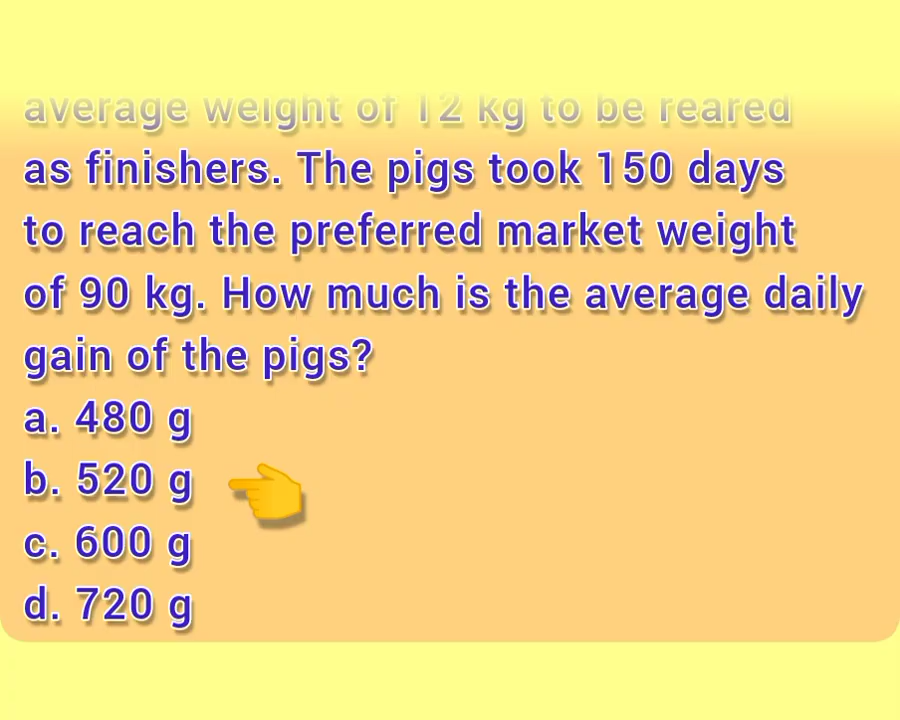 average weight of 12 kg to be reared
as finishers. The pigs took 150 days
to reach the preferred market weight
of 90 kg. How much is the average daily
gain of the pigs?
a. 480 g
b. 520 g
c. 600 g
d. 720 g